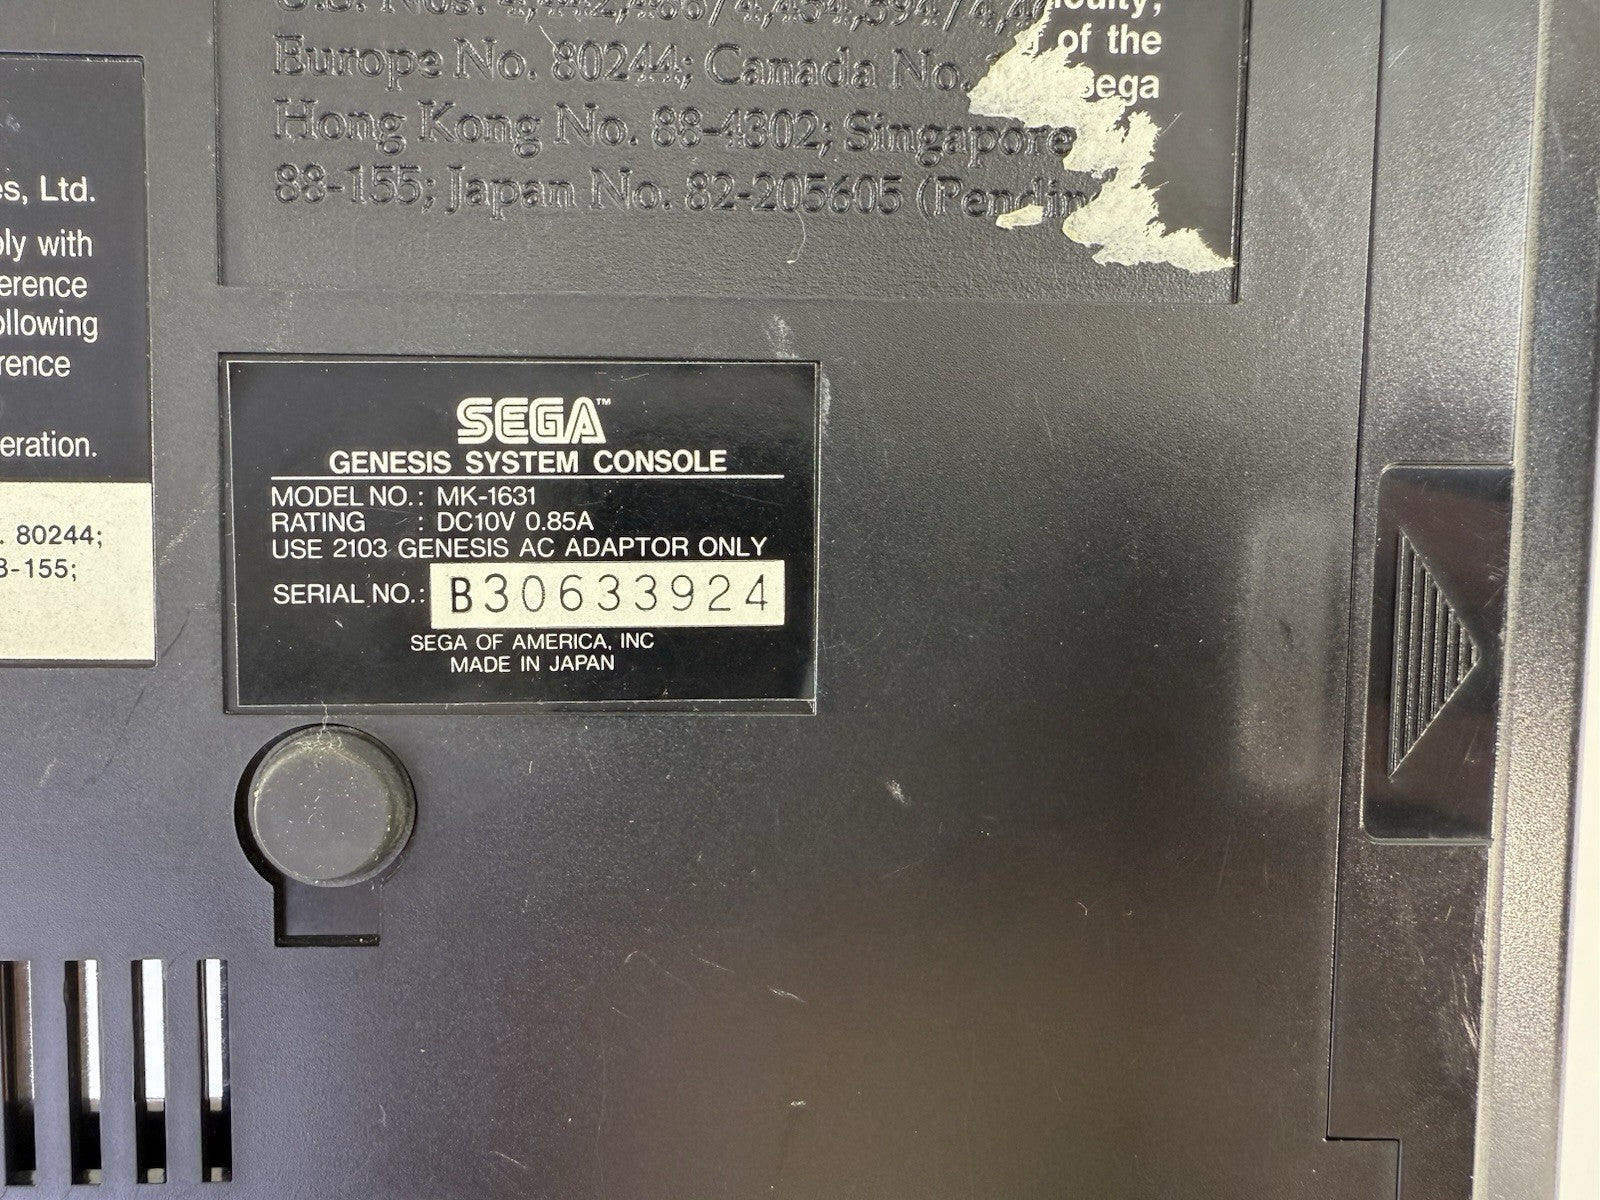 Europe No. 80244; Canada No.
Hong Kong No. 88-4302; Singapore
88-155; Japan No. 82-205605 (Pending
of the
Sega
es, Ltd.
ply with
erence
ollowing
rence
eration.
. 80244;
8-155;
SEGA™
GENESIS SYSTEM CONSOLE
MODEL NO.: MK-1631
RATING : DC10V 0.85A
USE 2103 GENESIS AC ADAPTOR ONLY
SERIAL NO.: B30633924
SEGA OF AMERICA, INC
MADE IN JAPAN